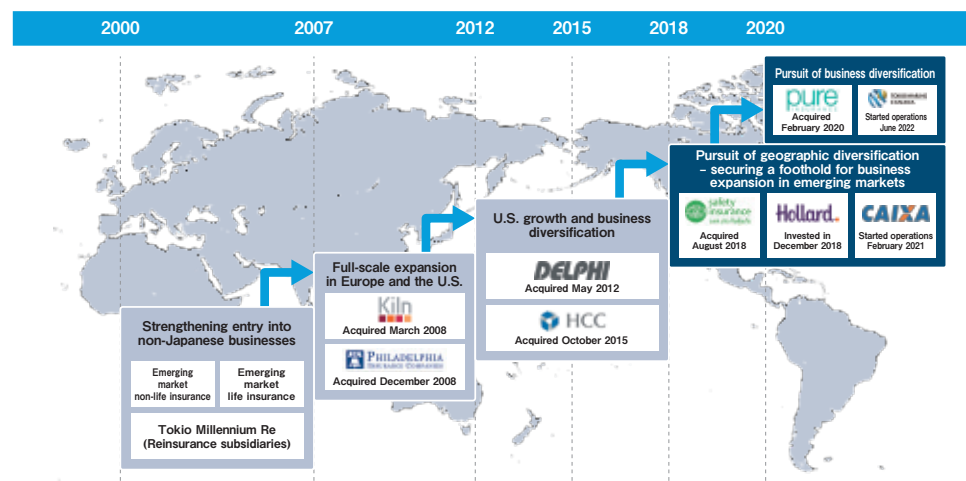 2000 2007 2012 2015 2018 2020
Strengthening entry into
non-Japanese businesses
Emerging
market
non-life insurance
Emerging
market
life insurance
Tokio Millennium Re
(Reinsurance subsidiaries)
Full-scale expansion
in Europe and the U.S.
Kiln
Acquired March 2008
PHILADELPHIA
INSURANCE COMPANIES
Acquired December 2008
U.S. growth and business
diversification
DELPHI
Acquired May 2012
HCC
Acquired October 2015
Pursuit of geographic diversification
– securing a foothold for business
expansion in emerging markets
safety
insurance
Acquired
August 2018
Hollard.
Invested in
December 2018
CAIXA
Started operations
February 2021
Pursuit of business diversification
pure
INSURANCE
Acquired
February 2020
Started operations
June 2022